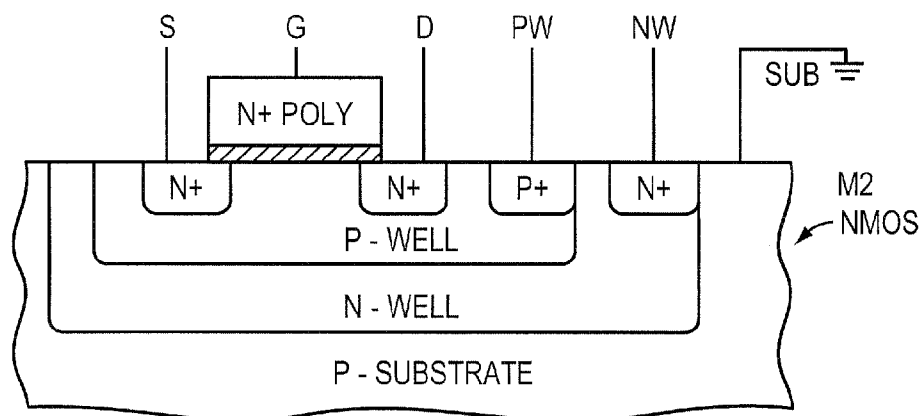 S G D PW NW
SUB
N+ POLY
N+ N+ P+ N+
M2
NMOS
P - WELL
N - WELL
P - SUBSTRATE